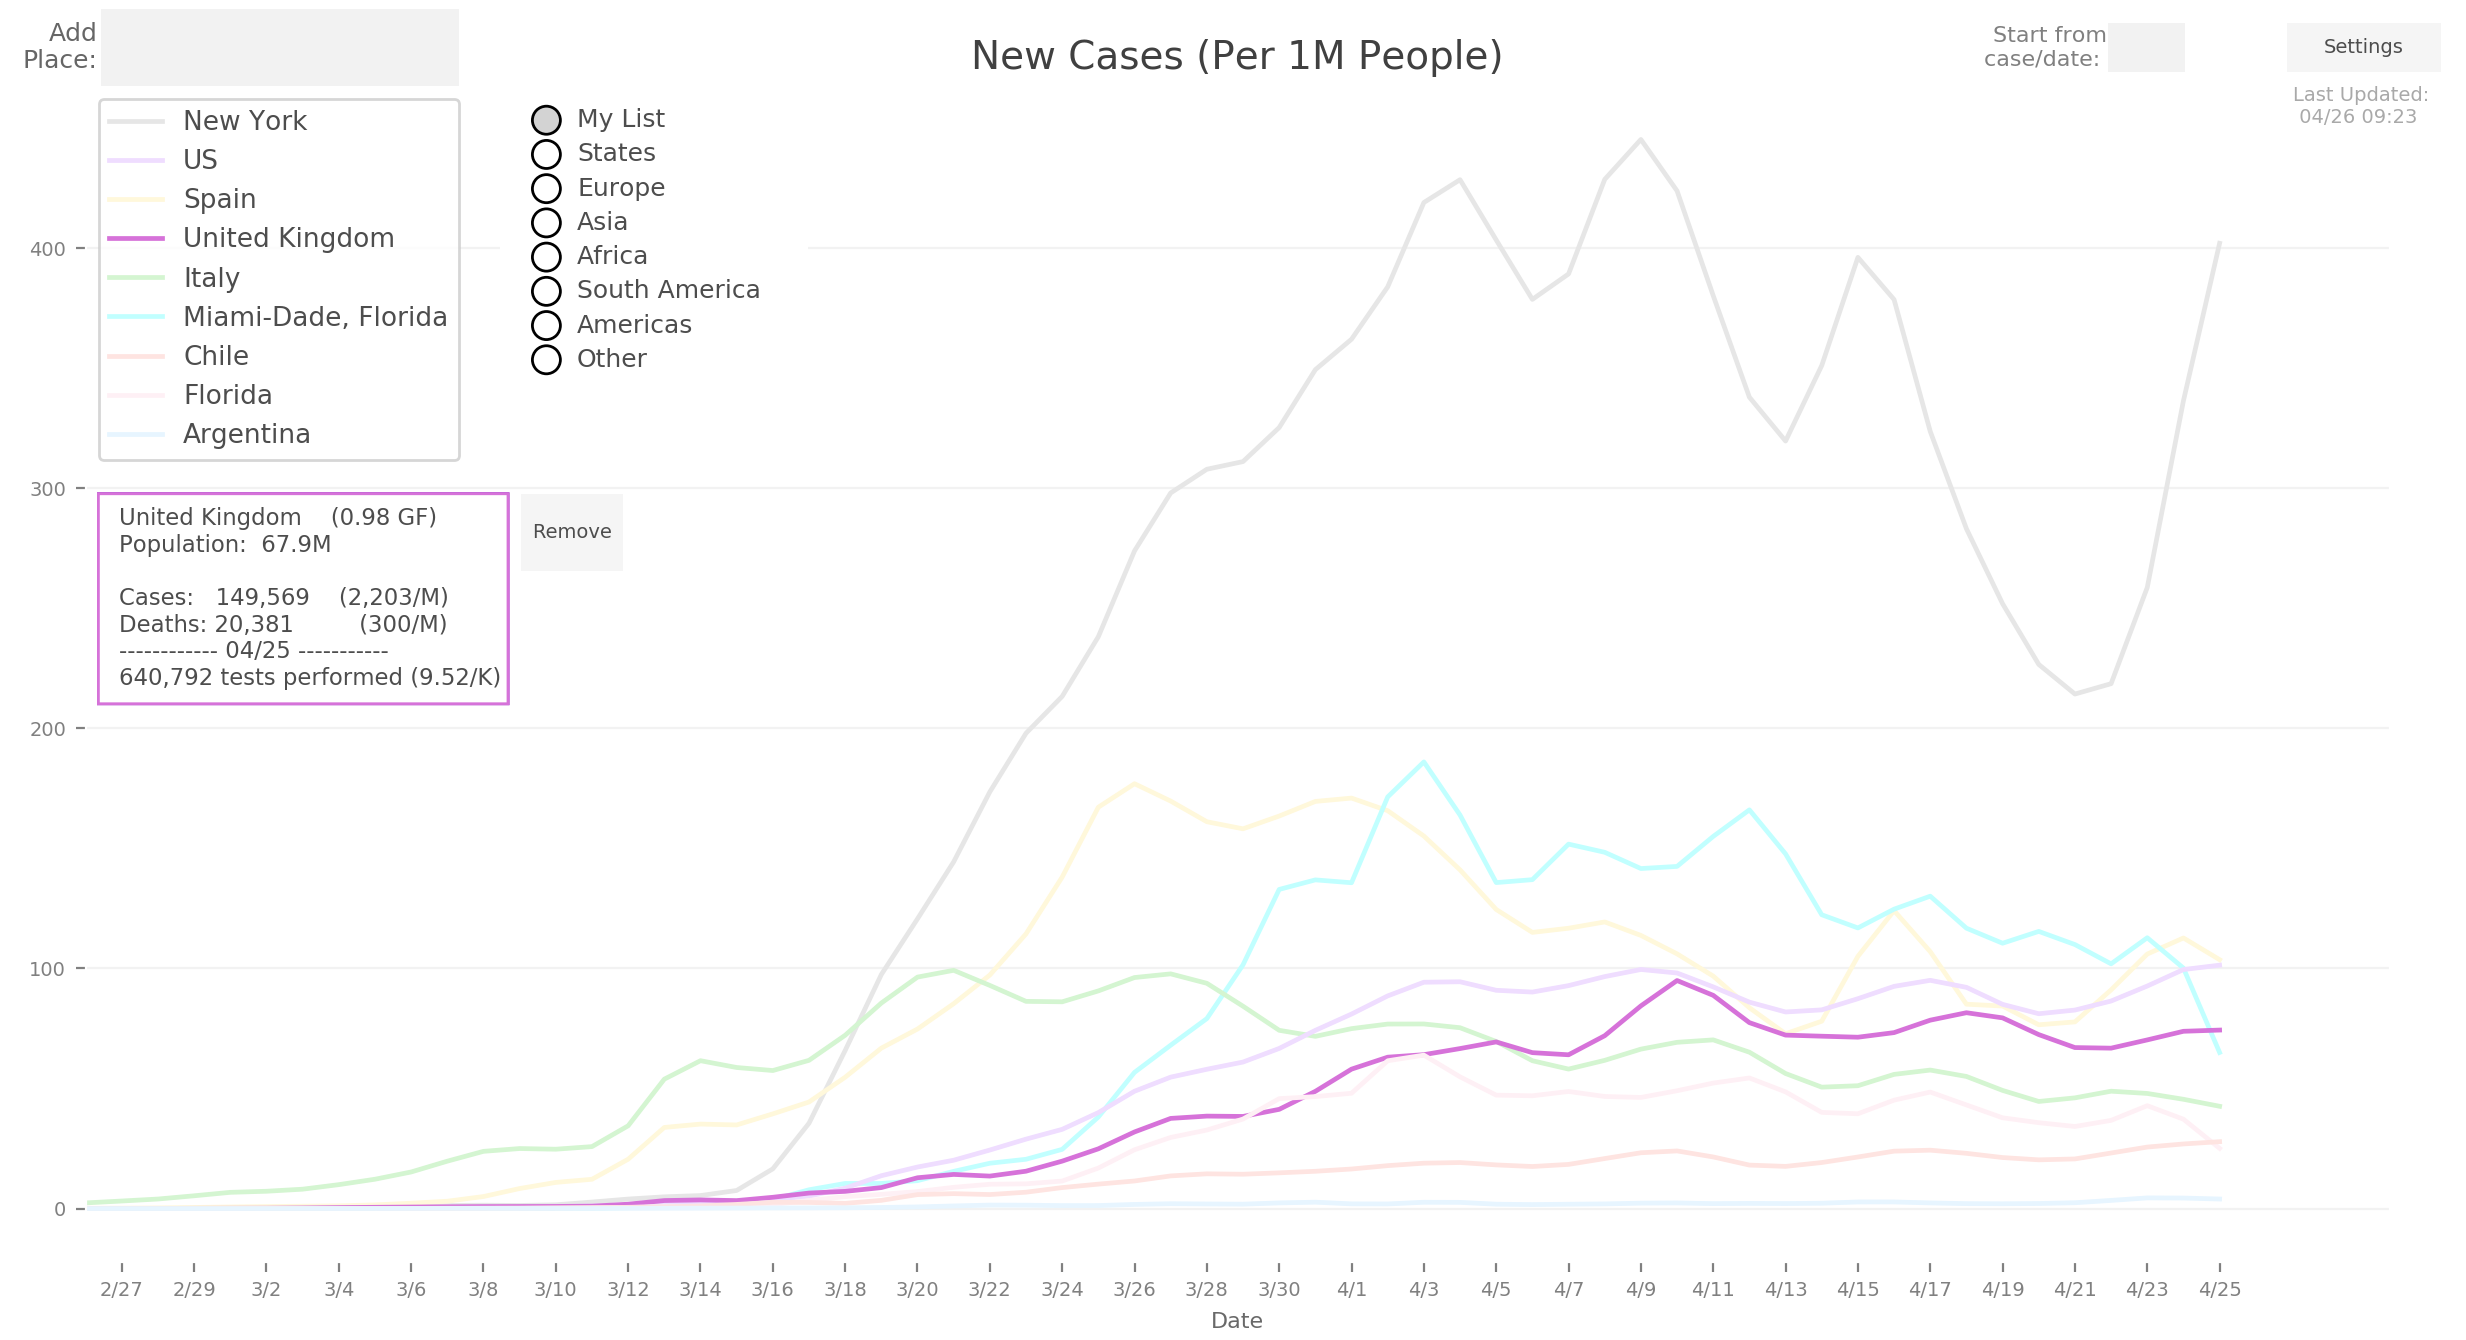 Add
Place:
New Cases (Per 1M People)
Start from
case/date:
Settings
Last Updated:
04/26 09:23
New York
US
Spain
United Kingdom
Italy
Miami-Dade, Florida
Chile
Florida
Argentina
My List
States
Europe
Asia
Africa
South America
Americas
Other
United Kingdom (0.98 GF)
Population: 67.9M
Cases: 149,569 (2,203/M)
Deaths: 20,381 (300/M)
------------ 04/25 -----------
640,792 tests performed (9.52/K)
Remove
400
300
200
100
0
2/27 2/29 3/2 3/4 3/6 3/8 3/10 3/12 3/14 3/16 3/18 3/20 3/22 3/24 3/26 3/28 3/30 4/1 4/3 4/5 4/7 4/9 4/11 4/13 4/15 4/17 4/19 4/21 4/23 4/25
Date